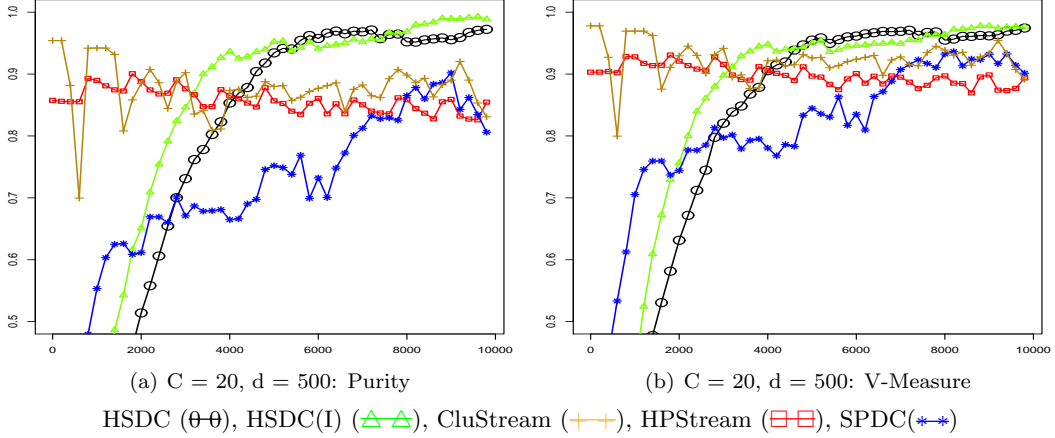 1.0
0.9
0.8
0.7
0.6
0.5
0 2000 4000 6000 8000 10000
(a) C = 20, d = 500: Purity
1.0
0.9
0.8
0.7
0.6
0.5
0 2000 4000 6000 8000 10000
(b) C = 20, d = 500: V-Measure
HSDC ( ), HSDC(I) ( ), CluStream ( ), HPStream ( ), SPDC( )